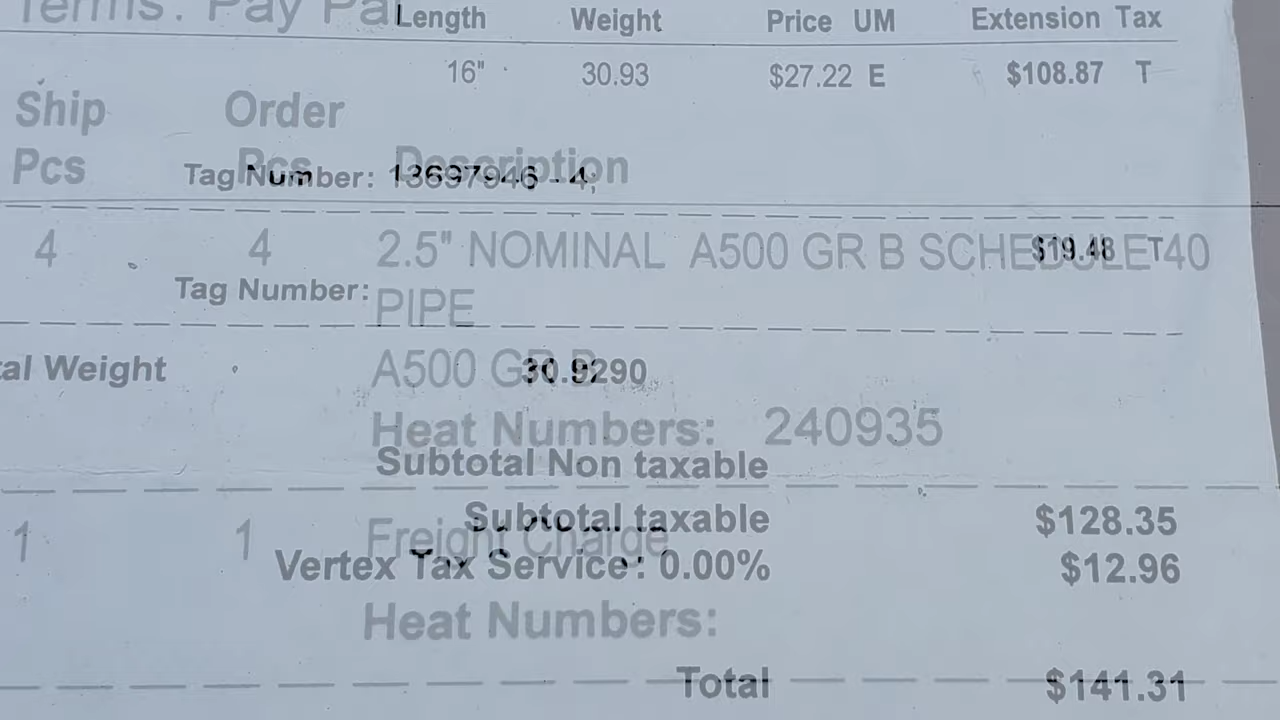 Terms: Pay Pal
Length Weight Price UM Extension Tax
16" 30.93 $27.22 E $108.87 T
Ship Order
Pcs Pcs Description
Tag Number: 13697946 - 4,
4 4 2.5" NOMINAL A500 GR B SCHEDULE 40
$19.48 T
Tag Number:
PIPE
al Weight 30.9290
A500 GR B
Heat Numbers: 240935
Subtotal Non taxable
Subtotal taxable $128.35
1 1 Freight Charge
Vertex Tax Service: 0.00% $12.96
Heat Numbers:
Total $141.31